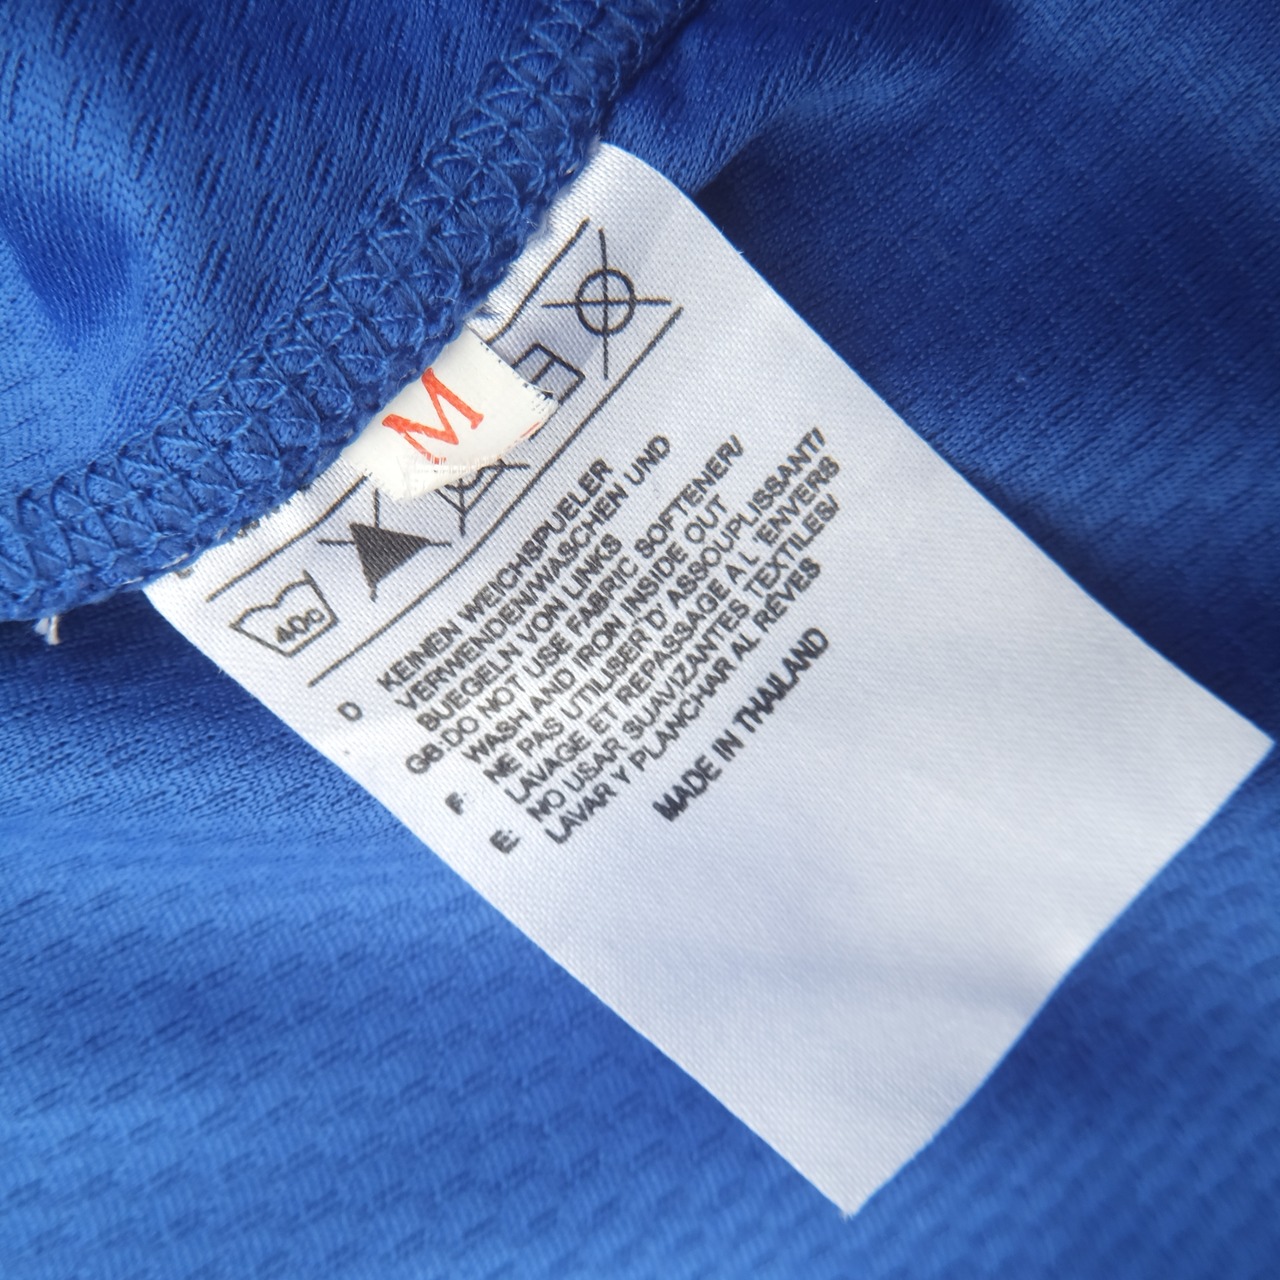 M
40c
D KEINEN WEICHSPUELER
VERWENDEN/WASCHEN UND
BUEGELN VON LINKS
GB: DO NOT USE FABRIC SOFTENER/
WASH AND IRON INSIDE OUT
F: NE PAS UTILISER D'ASSOUPLISSANT/
LAVAGE ET REPASSAGE A L'ENVERS
E: NO USAR SUAVIZANTES TEXTILES/
LAVAR Y PLANCHAR AL REVES
MADE IN THAILAND